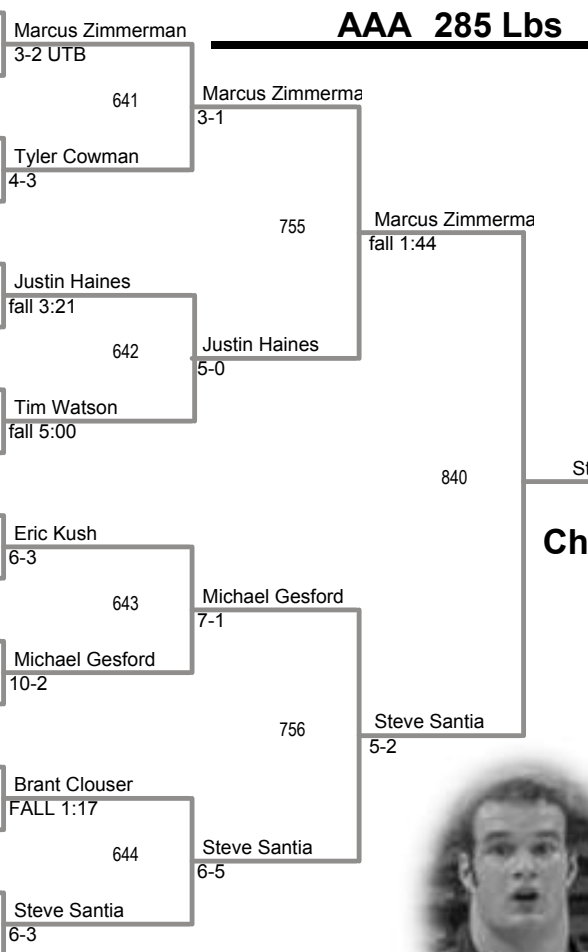 AAA 285 Lbs
Marcus Zimmerman
3-2 UTB
641
Marcus Zimmerma
3-1
Tyler Cowman
4-3
755
Marcus Zimmerma
fall 1:44
Justin Haines
fall 3:21
642
Justin Haines
5-0
Tim Watson
fall 5:00
840
St
Eric Kush
6-3
Ch
643
Michael Gesford
7-1
Michael Gesford
10-2
756
Steve Santia
5-2
Brant Clouser
FALL 1:17
644
Steve Santia
6-5
Steve Santia
6-3